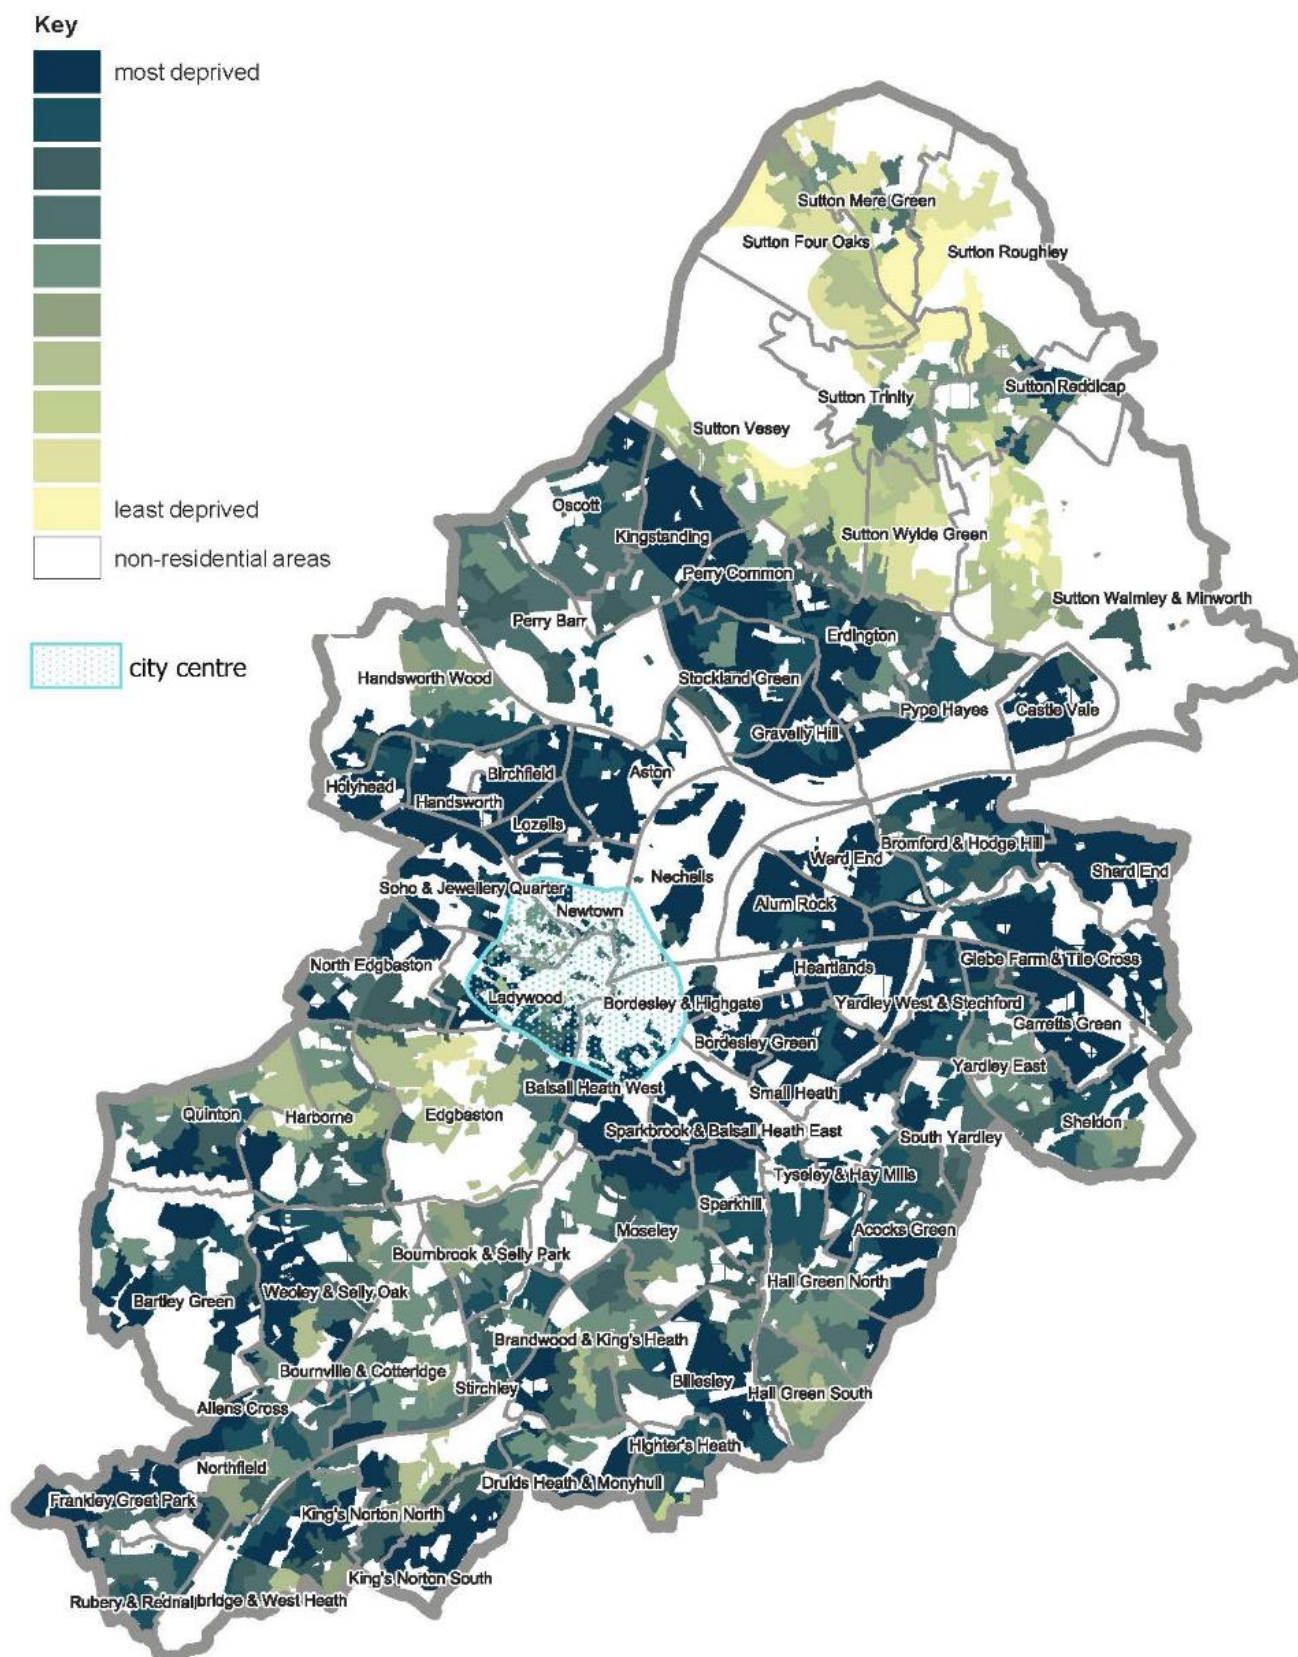 Key
most deprived
least deprived
non-residential areas
city centre
Sutton Mere Green
Sutton Four Oaks
Sutton Roughley
Sutton Reddicap
Sutton Trinity
Sutton Vesey
Oscott
Kingstanding
Sutton Wylde Green
Perry Common
Sutton Walmley & Minworth
Perry Barr
Erdington
Handsworth Wood
Stockland Green
Pype Hayes
Castle Vale
Gravelly Hill
Birchfield
Aston
Holyhead
Handsworth
Lozells
Bromford & Hodge Hill
Ward End
Shard End
Nechells
Soho & Jewellery Quarter
Alum Rock
Newtown
Glebe Farm & Tile Cross
North Edgbaston
Heartlands
Ladywood
Bordesley & Highgate
Yardley West & Stechford
Garretts Green
Bordesley Green
Yardley East
Balsall Heath West
Small Heath
Quinton
Harborne
Edgbaston
Sheldon
Sparkbrook & Balsall Heath East
South Yardley
Tyseley & Hay Mills
Sparkhill
Moseley
Acocks Green
Bournbrook & Selly Park
Hall Green North
Weoley & Selly Oak
Bartley Green
Brandwood & King's Heath
Bournville & Cotteridge
Billesley
Stirchley
Hall Green South
Allens Cross
Highter's Heath
Northfield
Druids Heath & Monyhull
Frankley Great Park
King's Norton North
King's Norton South
Rubery & Rednal
bridge & West Heath